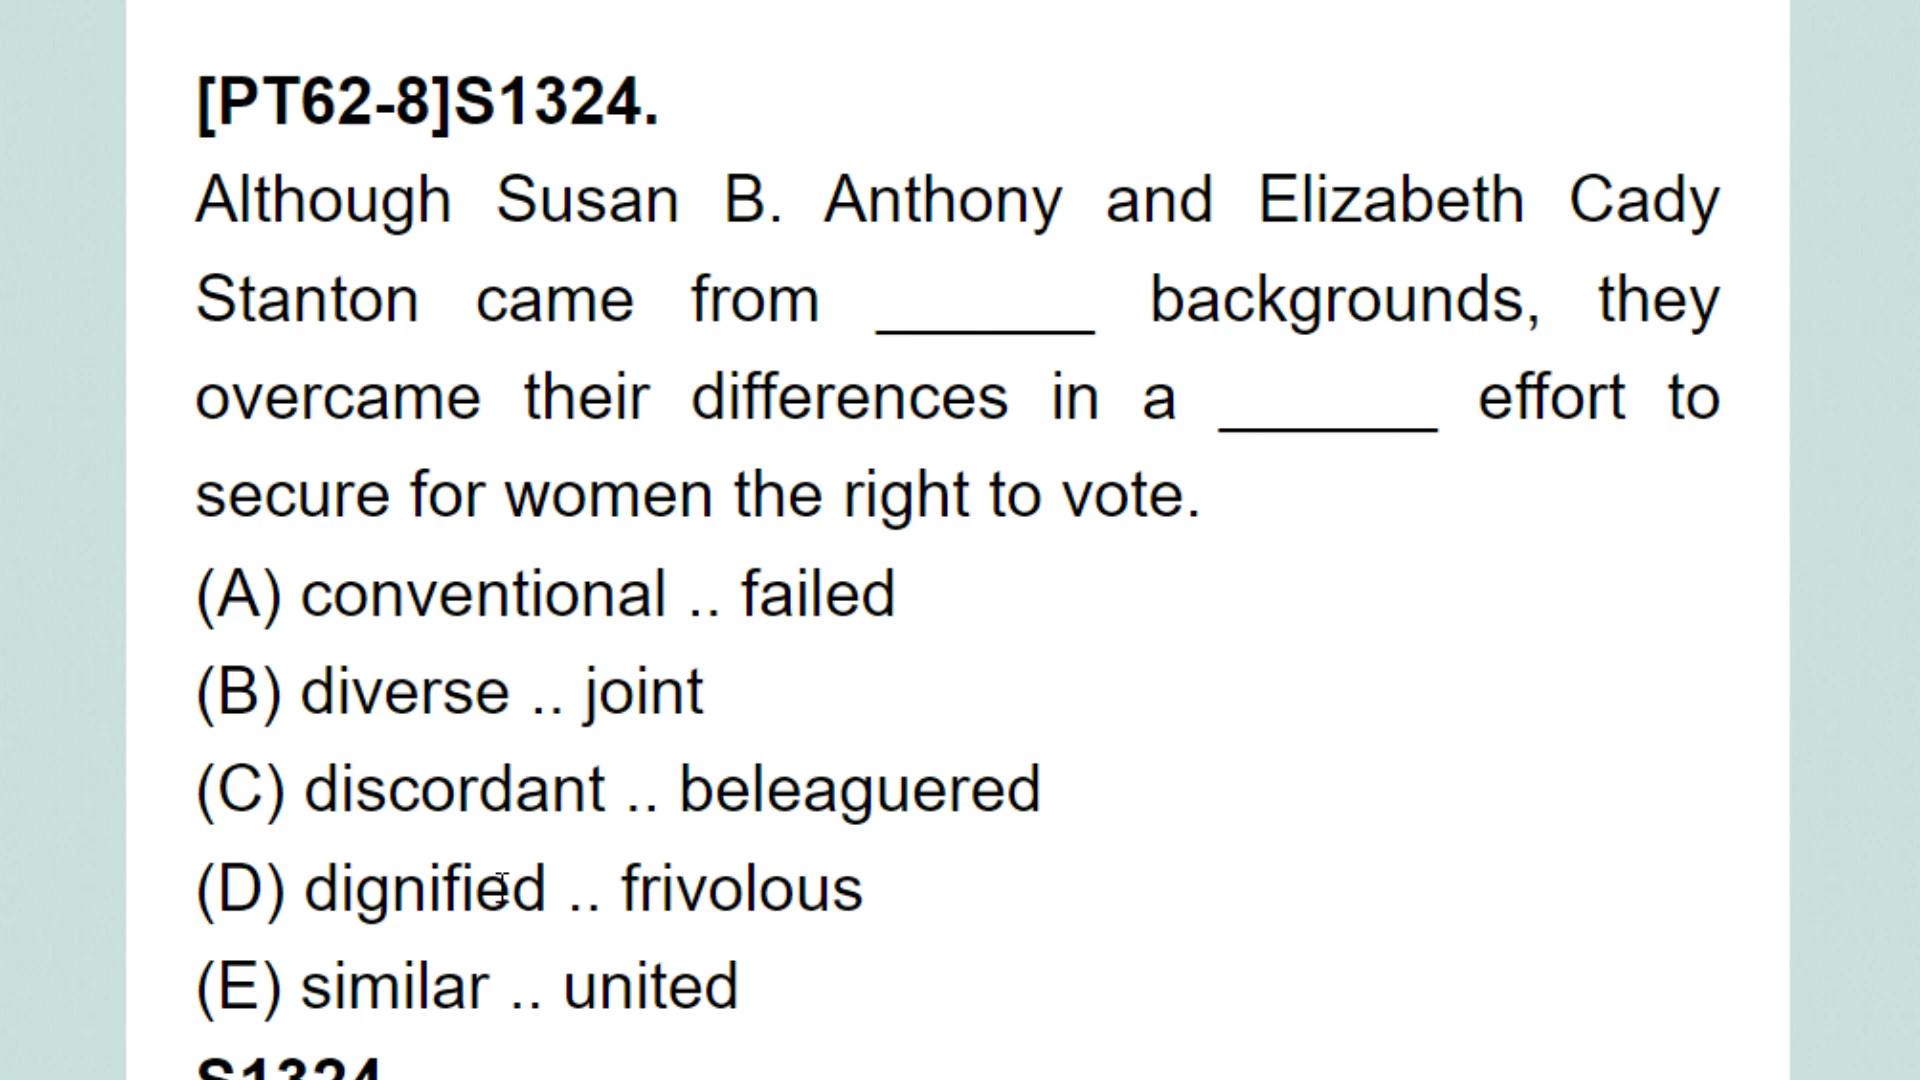 [PT62-8]S1324.
Although Susan B. Anthony and Elizabeth Cady
Stanton came from ______ backgrounds, they
overcame their differences in a ______ effort to
secure for women the right to vote.
(A) conventional .. failed
(B) diverse .. joint
(C) discordant .. beleaguered
(D) dignified .. frivolous
(E) similar .. united
S1324